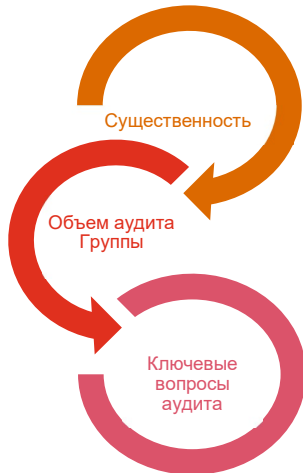 Существенность
Объем аудита
Группы
Ключевые
вопросы
аудита